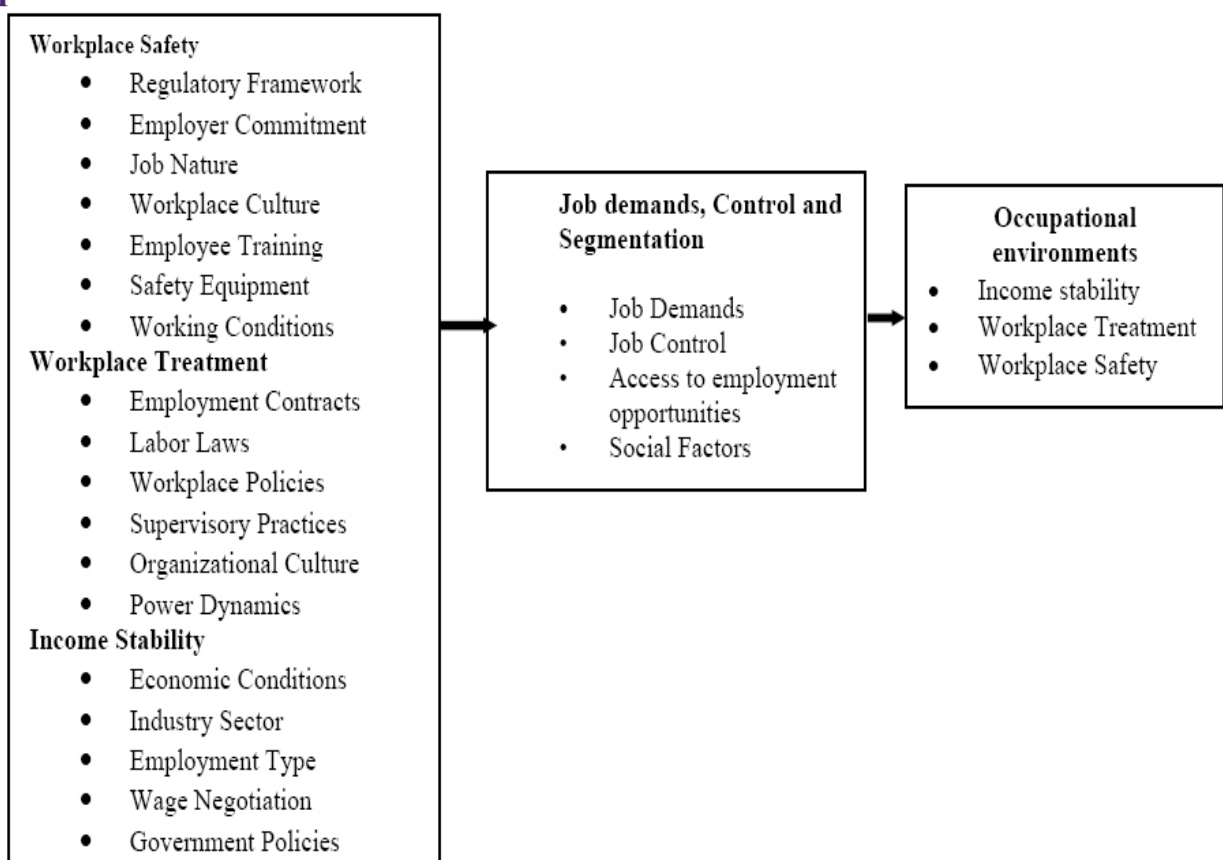 Workplace Safety
• Regulatory Framework
• Employer Commitment
• Job Nature
• Workplace Culture
• Employee Training
• Safety Equipment
• Working Conditions
Workplace Treatment
• Employment Contracts
• Labor Laws
• Workplace Policies
• Supervisory Practices
• Organizational Culture
• Power Dynamics
Income Stability
• Economic Conditions
• Industry Sector
• Employment Type
• Wage Negotiation
• Government Policies
Job demands, Control and
Segmentation
• Job Demands
• Job Control
• Access to employment
opportunities
• Social Factors
Occupational
environments
• Income stability
• Workplace Treatment
• Workplace Safety